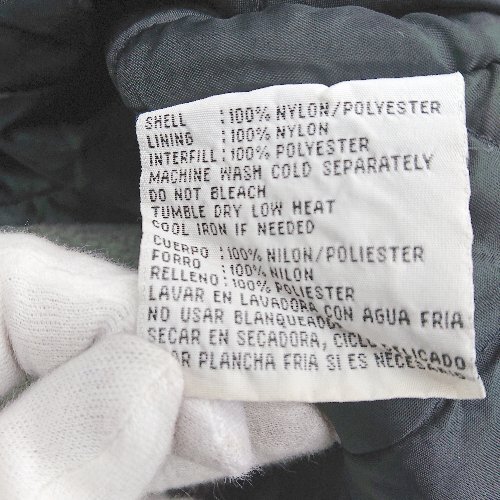 SHELL : 100% NYLON/POLYESTER
LINING : 100% NYLON
INTERFILL : 100% POLYESTER
MACHINE WASH COLD SEPARATELY
DO NOT BLEACH
TUMBLE DRY LOW HEAT
COOL IRON IF NEEDED
CUERPO : 100% NILON/POLIESTER
FORRO : 100% NILON
RELLENO: 100% POLIESTER
LAVAR EN LAVADORA CON AGUA FRIA
NO USAR BLANQUEADO
SECAR EN SECADORA, CICLO DELICADO
PLANCHA FRIA SI ES NECESARIO